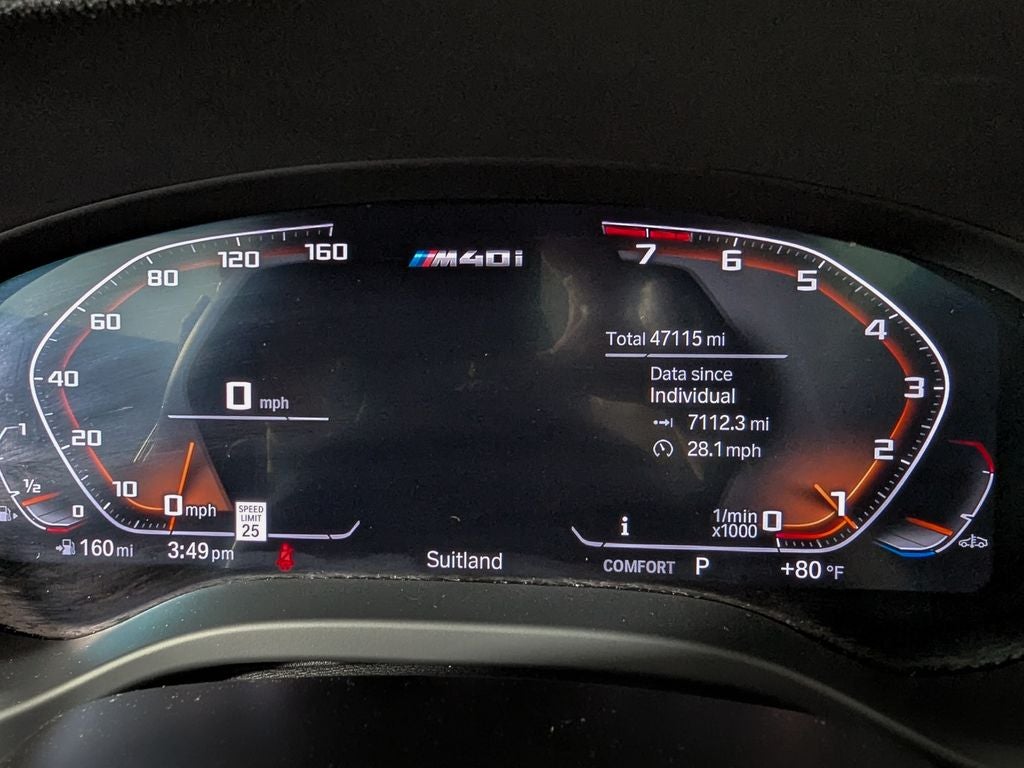 160
120
80
60
40
20
10
0 mph
0 mph
1
1/2
0
160 mi
3:49 pm
SPEED
LIMIT
25
M40i
Suitland
7
6
5
4
3
2
1
0
1/min
x1000
Total 47115 mi
Data since
Individual
7112.3 mi
28.1 mph
i
COMFORT P
+80 °F